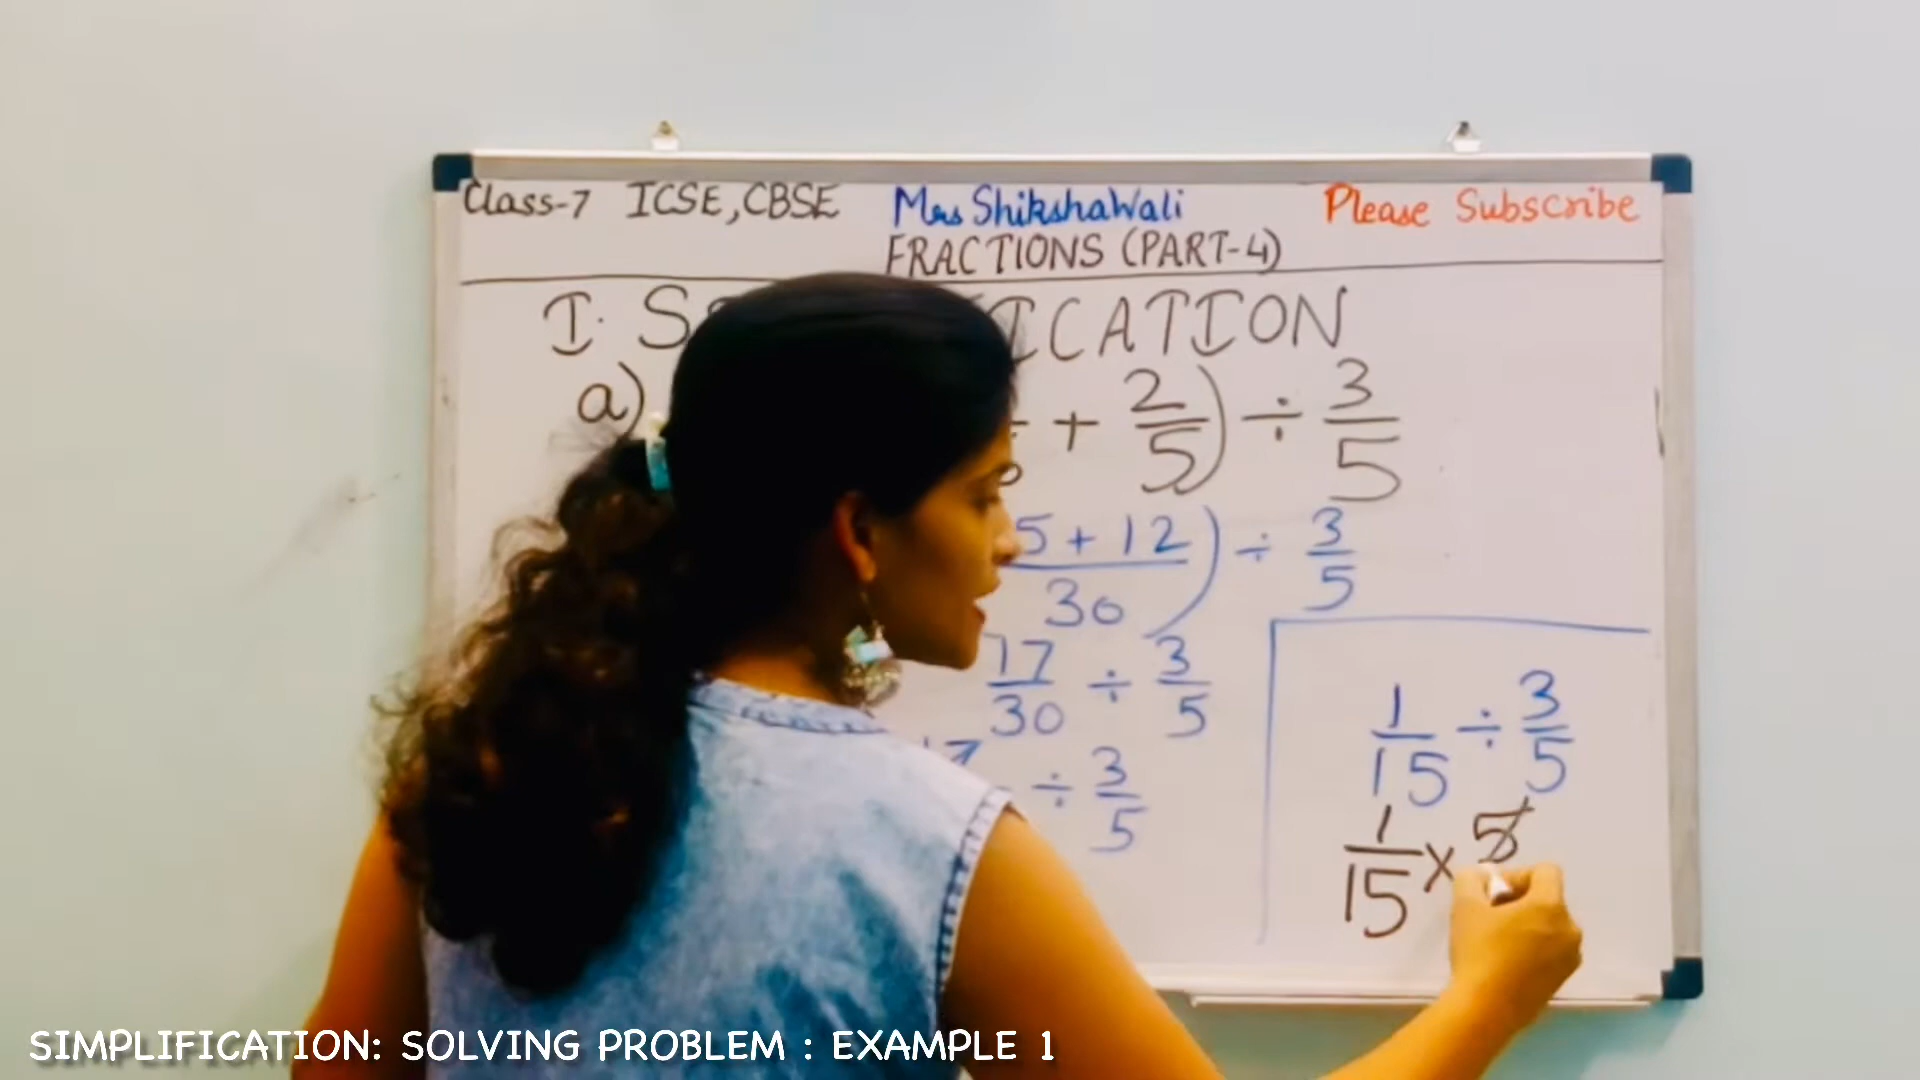 Class-7 ICSE, CBSE Mrs ShikshaWali Please Subscribe
FRACTIONS (PART-4)
I. S ICATION
a) + 2/5) ÷ 3/5
5 + 12/30) ÷ 3/5
17/30 ÷ 3/5
÷ 3/5
1/15 ÷ 3/5
1/15 × 5
SIMPLIFICATION: SOLVING PROBLEM : EXAMPLE 1